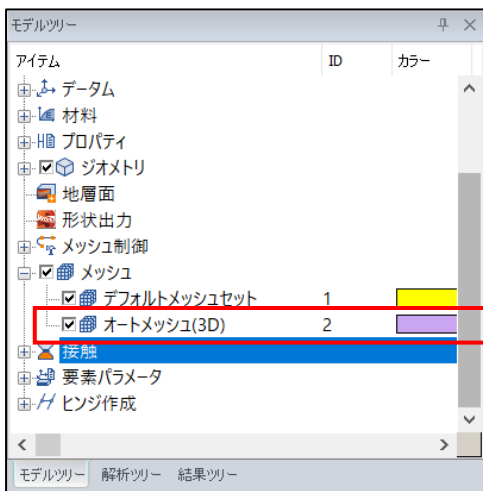 モデルツリー
アイテム ID カラー
データム
材料
プロパティ
ジオメトリ
地層面
形状出力
メッシュ制御
メッシュ
デフォルトメッシュセット 1
オートメッシュ(3D) 2
接触
要素パラメータ
ヒンジ作成
モデルツリー 解析ツリー 結果ツリー